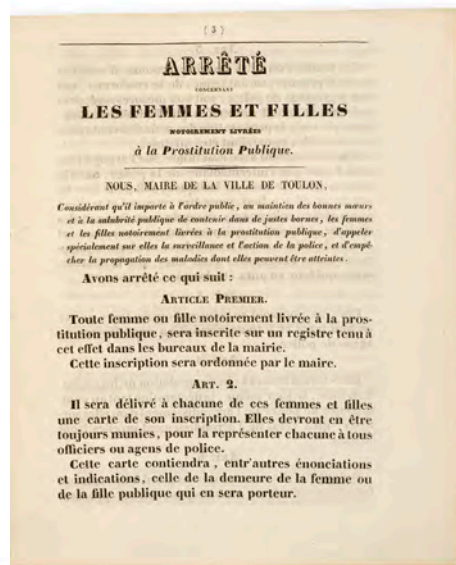 ( 3 )
ARRÊTÉ
CONCERNANT
LES FEMMES ET FILLES
NOTOIREMENT LIVRÉES
à la Prostitution Publique.
NOUS, MAIRE DE LA VILLE DE TOULON,
Considérant qu'il importe à l'ordre public, au maintien des bonnes mœurs
et à la salubrité publique de contenir dans de justes bornes, les femmes
et les filles notoirement livrées à la prostitution publique, d'appeler
spécialement sur elles la surveillance et l'action de la police, et d'empê-
cher la propagation des maladies dont elles peuvent être atteintes.
Avons arrêté ce qui suit :
ARTICLE PREMIER.
Toute femme ou fille notoirement livrée à la pros-
titution publique, sera inscrite sur un registre tenu à
cet effet dans les bureaux de la mairie.
Cette inscription sera ordonnée par le maire.
ART. 2.
Il sera délivré à chacune de ces femmes et filles
une carte de son inscription. Elles devront en être
toujours munies, pour la représenter chacune à tous
officiers ou agens de police.
Cette carte contiendra, entr'autres énonciations
et indications, celle de la demeure de la femme ou
de la fille publique qui en sera porteur.